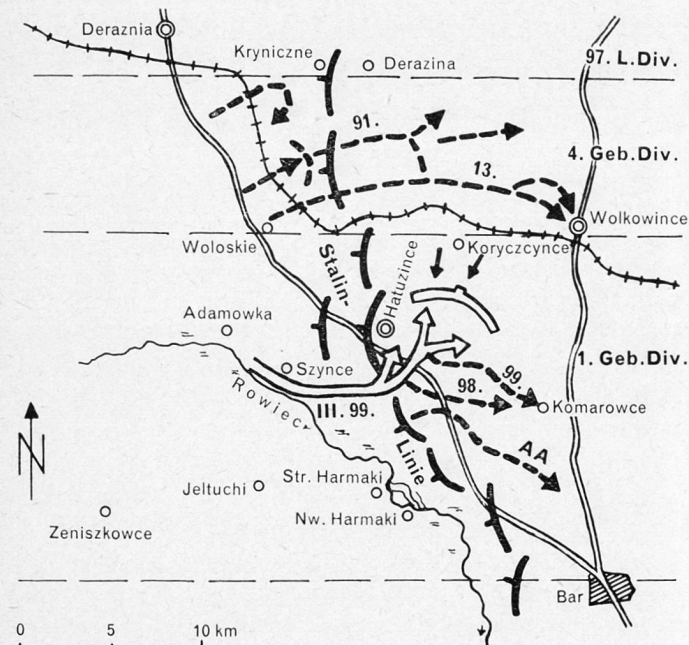 Deraznia
Kryniczne
Derazina
97. L. Div.
91.
4. Geb. Div.
13.
Wolkowince
Woloskie
Koryczcynce
Stalin-
Hatuzince
Adamowka
1. Geb. Div.
Szynce
99.
98.
III. 99.
Rowiec
Komarowce
Linie
AA
N
Jeltuchi
Str. Harmaki
Zeniszkowce
Nw. Harmaki
Bar
0 5 10 km